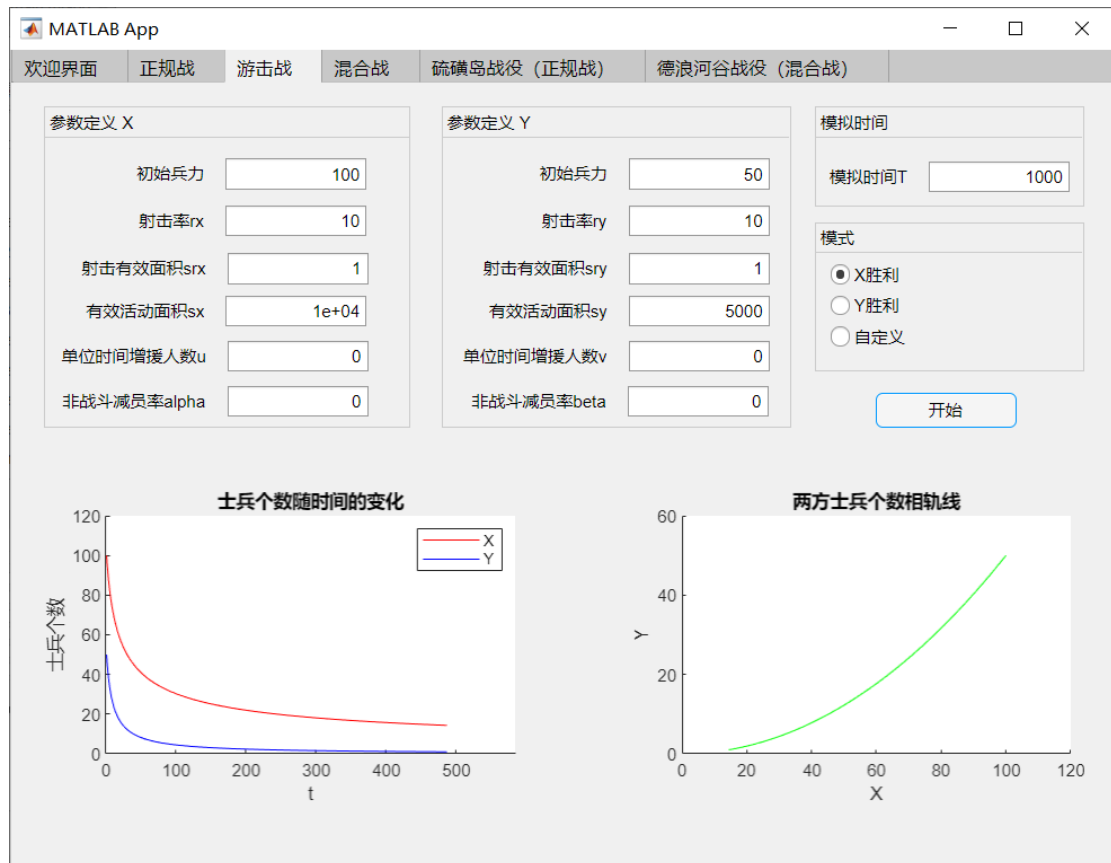 MATLAB App
欢迎界面 正规战 游击战 混合战 硫磺岛战役（正规战） 德浪河谷战役（混合战）
参数定义 X
初始兵力 100
射击率rx 10
射击有效面积srx 1
有效活动面积sx 1e+04
单位时间增援人数u 0
非战斗减员率alpha 0
参数定义 Y
初始兵力 50
射击率ry 10
射击有效面积sry 1
有效活动面积sy 5000
单位时间增援人数v 0
非战斗减员率beta 0
模拟时间
模拟时间T 1000
模式
X胜利
Y胜利
自定义
开始
士兵个数随时间的变化
120
100
80
60
40
20
0
士兵个数
X
Y
0 100 200 300 400 500
t
两方士兵个数相轨线
60
40
20
0
Y
0 20 40 60 80 100 120
X